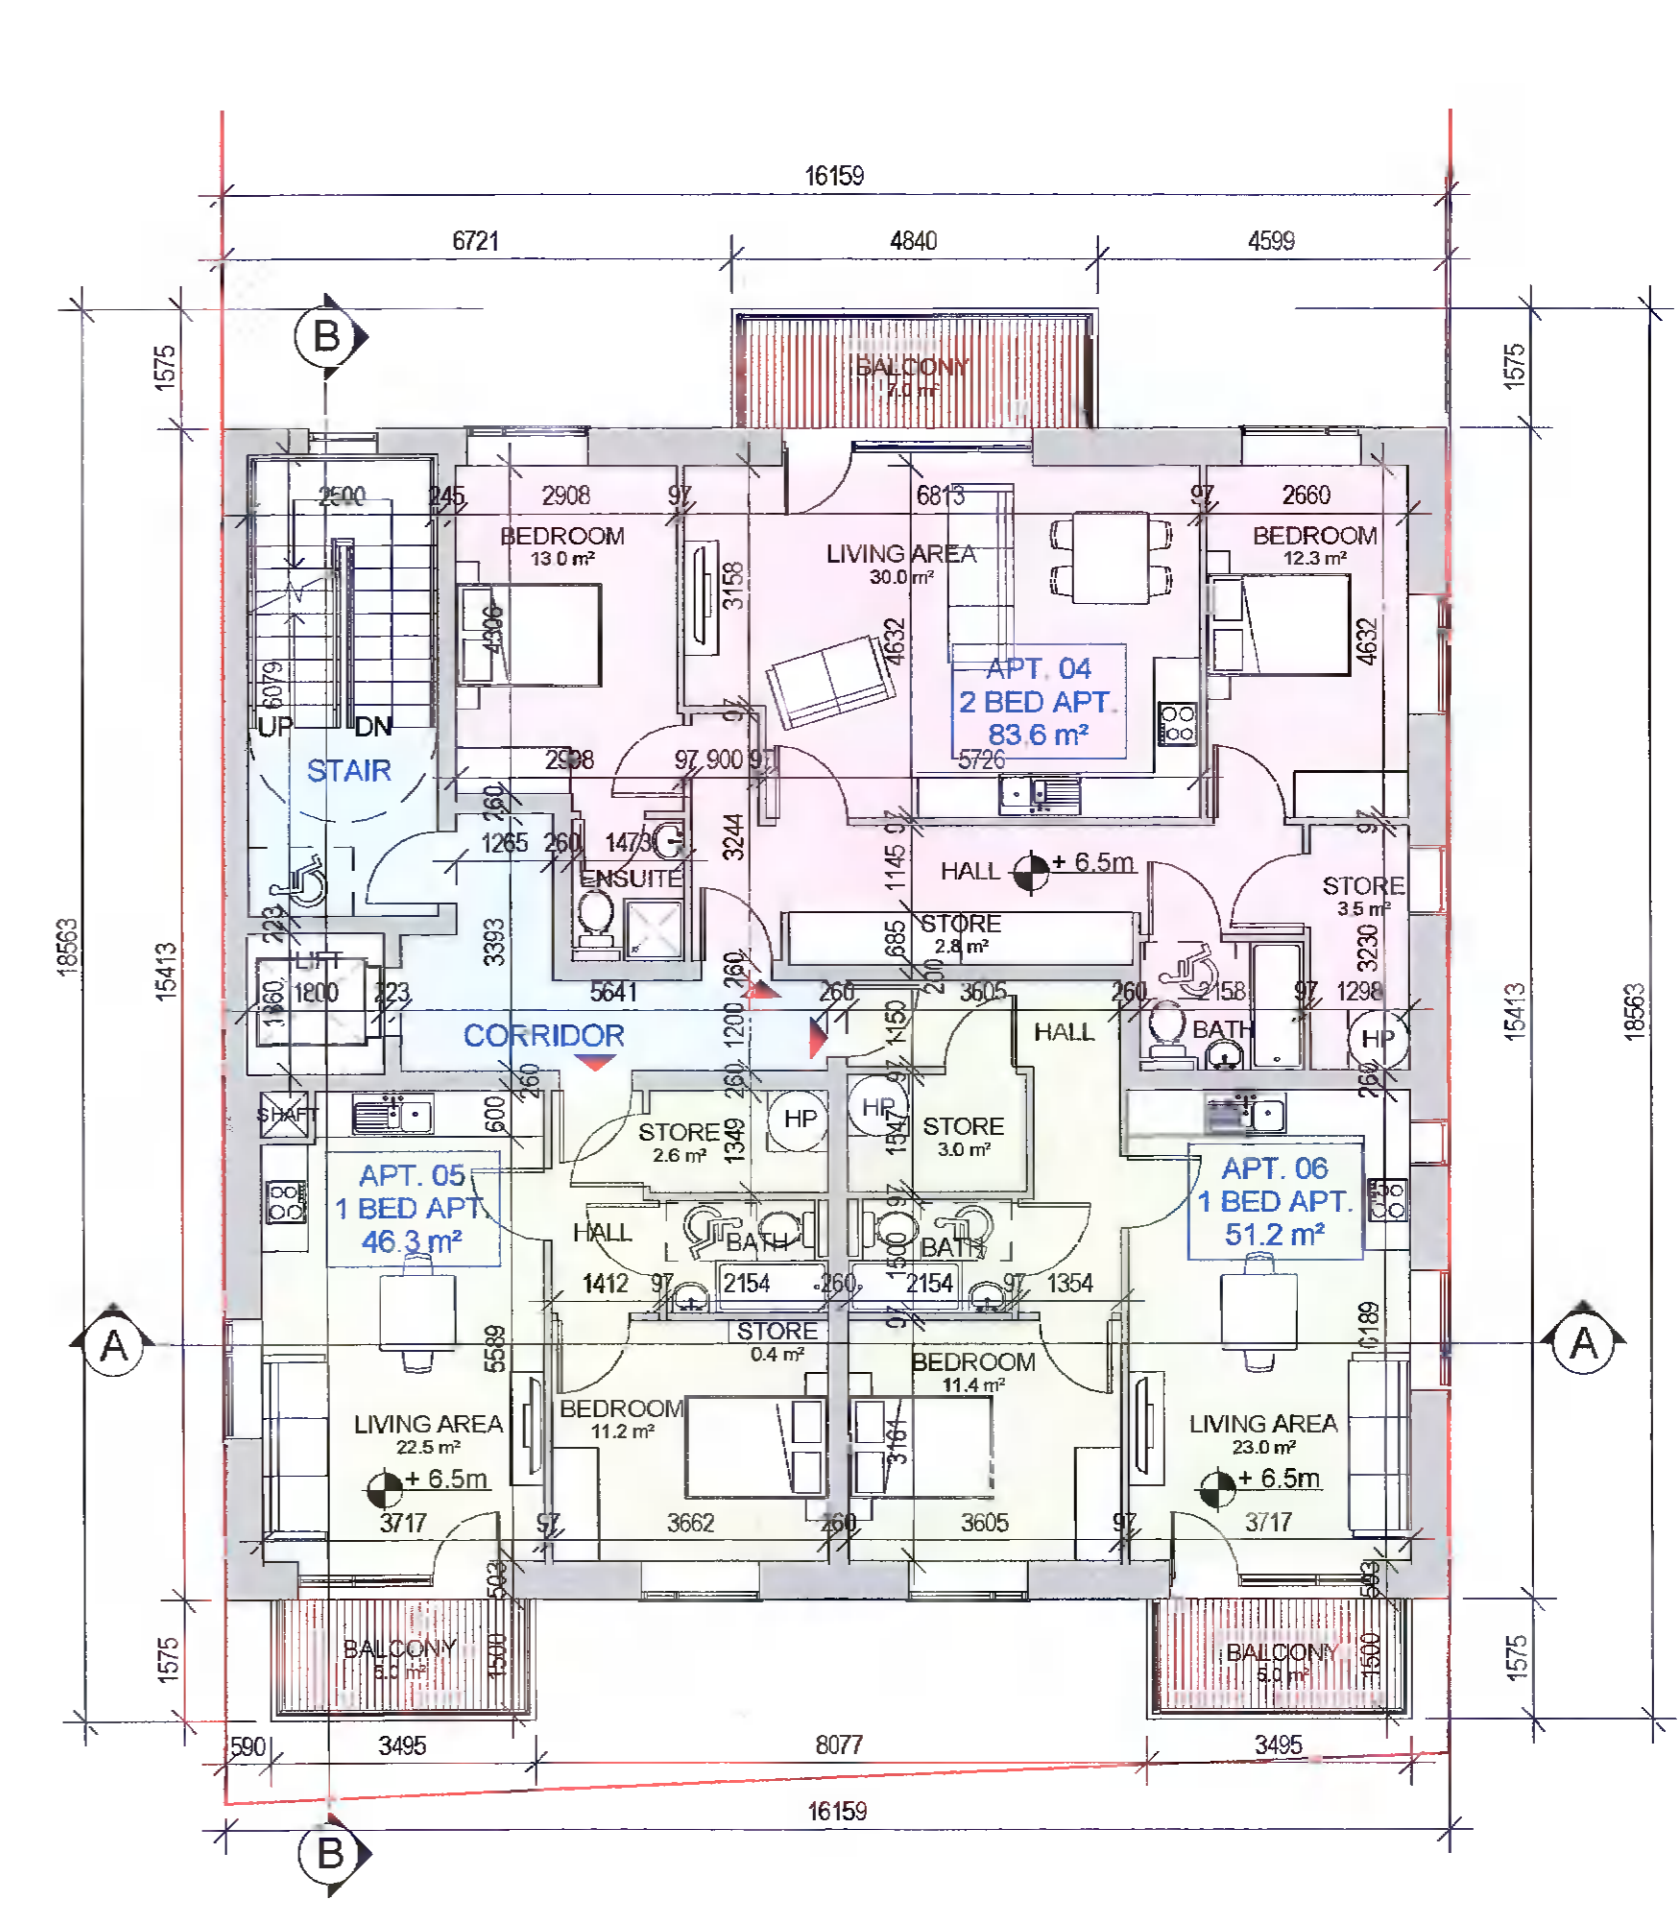 16159
6721 4840 4599
B
1575
1575
BALCONY
7.0 m²
2500 245 2908 97 6813 97 2660
BEDROOM
13.0 m²
LIVING AREA
30.0 m²
BEDROOM
12.3 m²
3158
4306
4632
4632
6079
APT. 04
2 BED APT.
83.6 m²
UP DN
STAIR
97
2908 97 900 97 5726
260
1265 260 1473
3244
97
97
1145
ENSUITE
HALL + 6.5m
STORE
3.5 m²
STORE
2.8 m²
223
3393
685
3230
18563
15413
15413
18563
LIFT
260
200
1800 223 5641 260 3605 260 2158 97 1298
1860
1200
1150
CORRIDOR
HALL
BATH
HP
260
260
97
260
SHAFT
600
STORE
2.6 m²
1349
HP
HP
1547
STORE
3.0 m²
APT. 05
1 BED APT.
46.3 m²
APT. 06
1 BED APT.
51.2 m²
97
HALL
BATH
1500
BATH
1412 97 2154 260 2154 97 1354
97
A
A
5589
6189
STORE
0.4 m²
BEDROOM
11.4 m²
BEDROOM
11.2 m²
LIVING AREA
22.5 m²
3161
LIVING AREA
23.0 m²
+ 6.5m
+ 6.5m
3717 97 3662 260 3605 97 3717
503
503
BALCONY
5.0 m²
1500
BALCONY
5.0 m²
1500
1575
1575
590 3495 8077 3495
16159
B